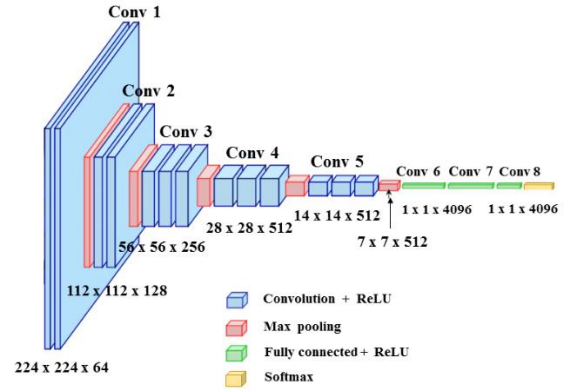 Conv 1
Conv 2
Conv 3
Conv 4
Conv 5
Conv 6
Conv 7
Conv 8
224 x 224 x 64
112 x 112 x 128
56 x 56 x 256
28 x 28 x 512
14 x 14 x 512
7 x 7 x 512
1 x 1 x 4096
1 x 1 x 4096
Convolution + ReLU
Max pooling
Fully connected + ReLU
Softmax